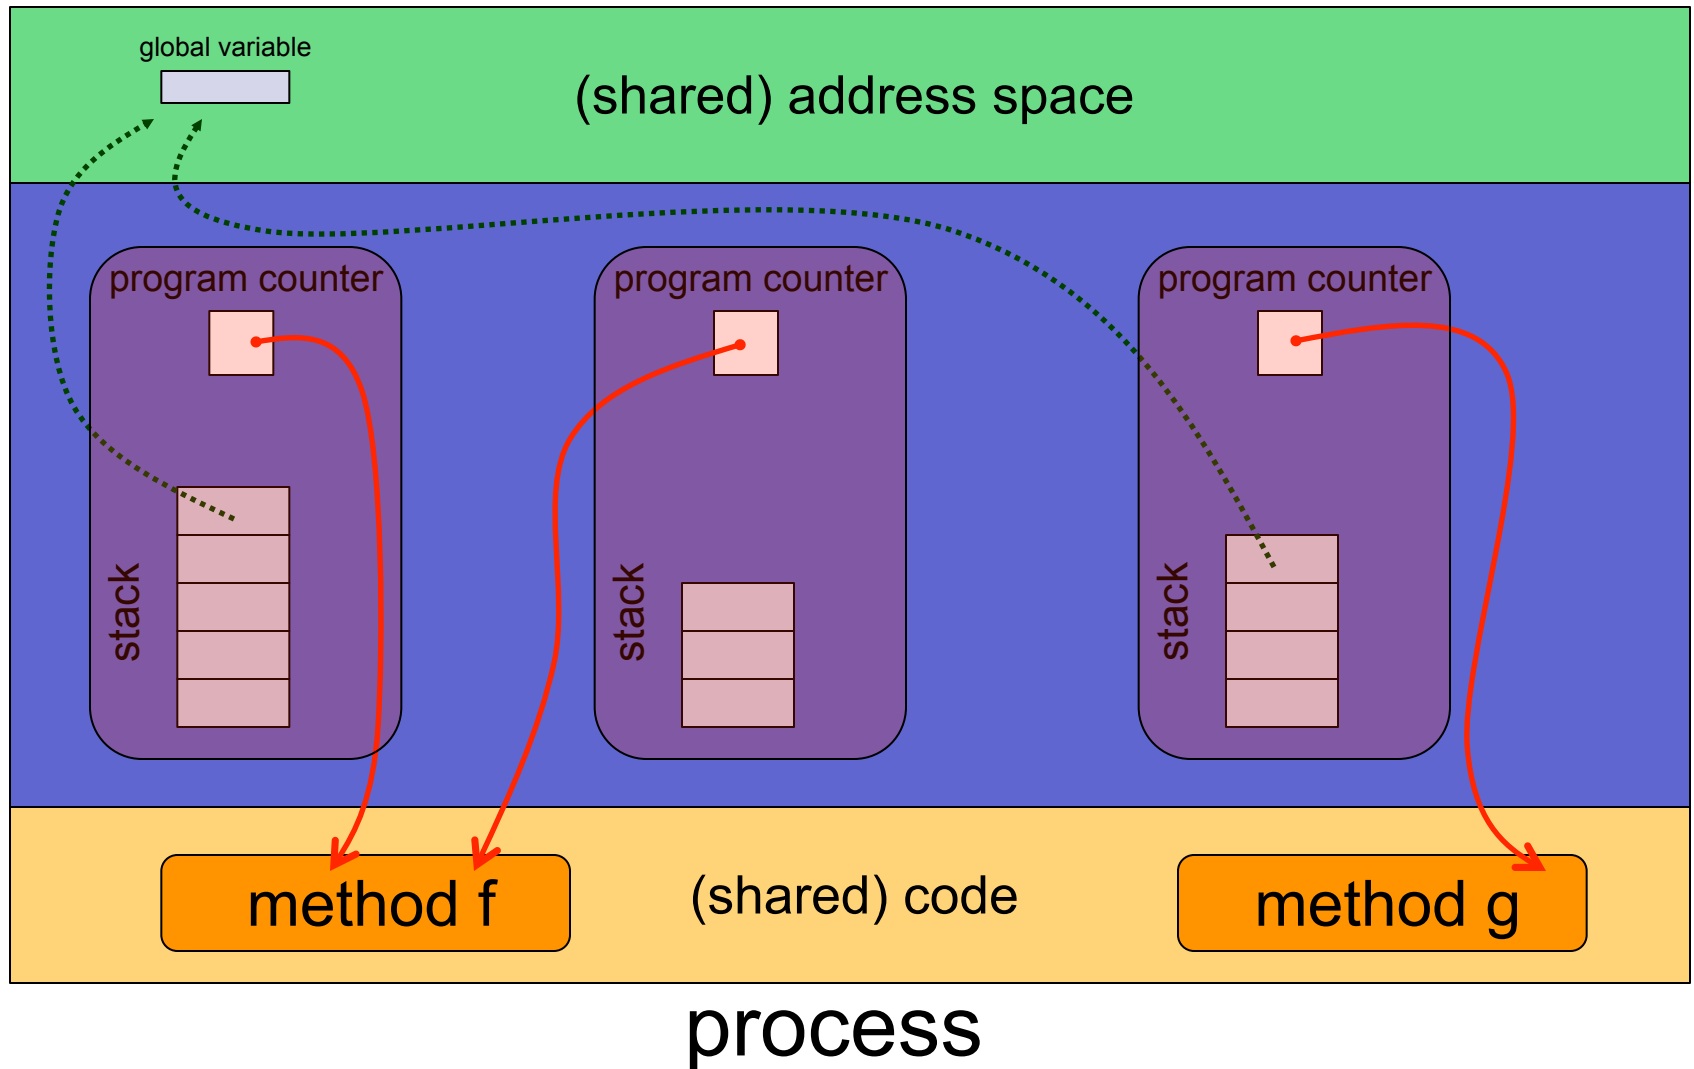 global variable
(shared) address space
program counter
program counter
program counter
stack
stack
stack
method f
(shared) code
method g
process